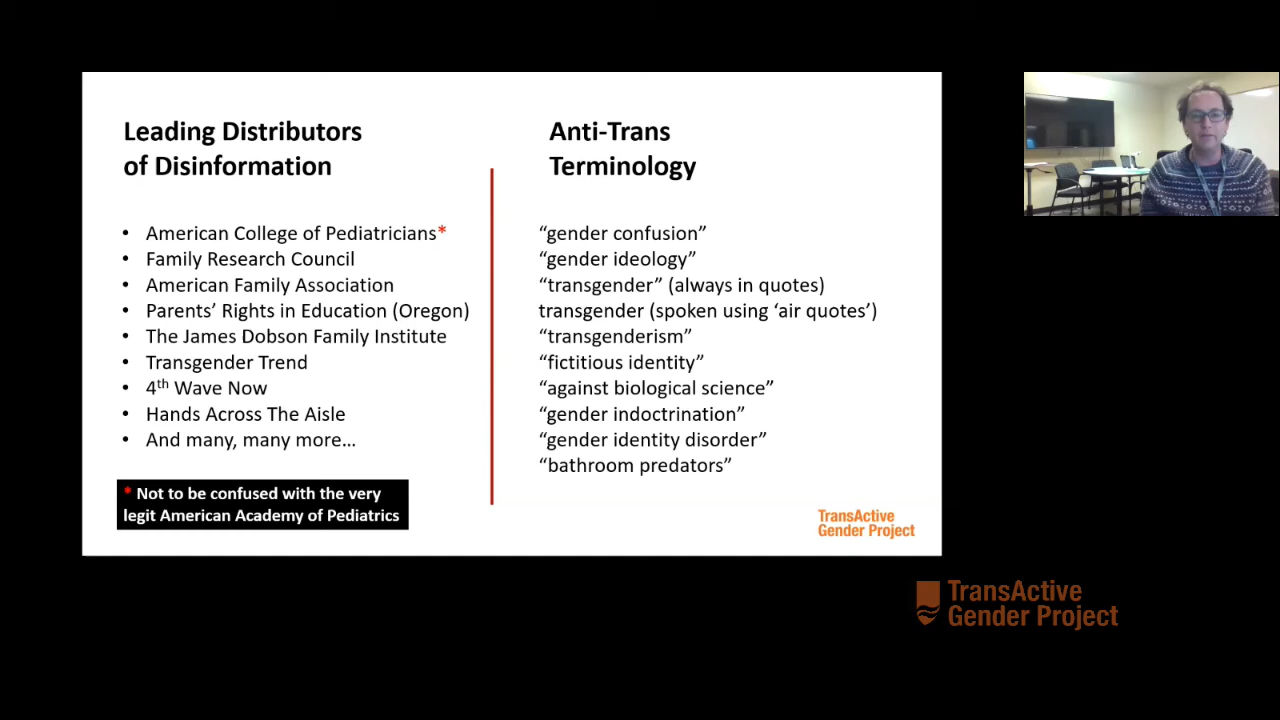 Leading Distributors
of Disinformation
• American College of Pediatricians*
• Family Research Council
• American Family Association
• Parents’ Rights in Education (Oregon)
• The James Dobson Family Institute
• Transgender Trend
• 4th Wave Now
• Hands Across The Aisle
• And many, many more…
* Not to be confused with the very
legit American Academy of Pediatrics
Anti-Trans
Terminology
“gender confusion”
“gender ideology”
“transgender” (always in quotes)
transgender (spoken using ‘air quotes’)
“transgenderism”
“fictitious identity”
“against biological science”
“gender indoctrination”
“gender identity disorder”
“bathroom predators”
TransActive
Gender Project
TransActive
Gender Project